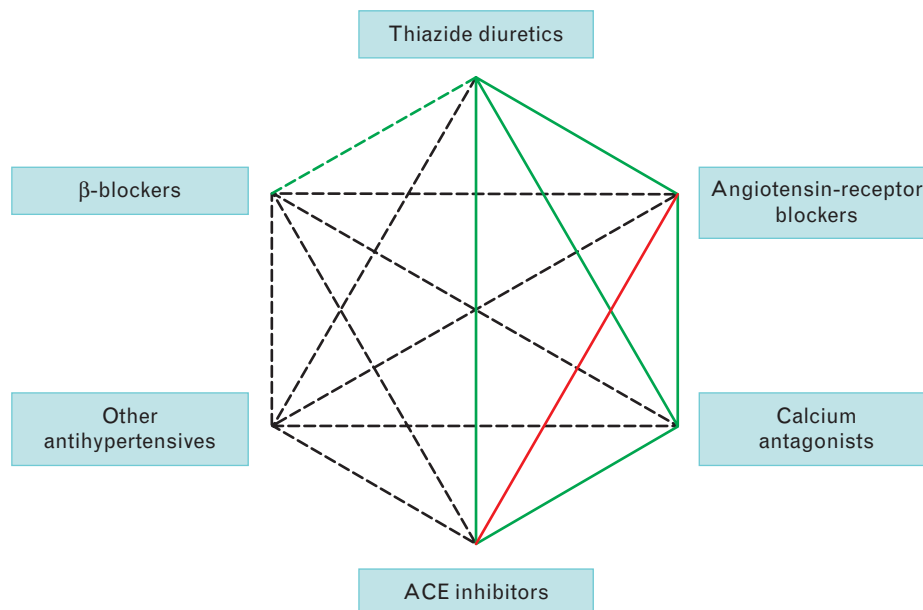 Thiazide diuretics
β-blockers
Angiotensin-receptor
blockers
Other
antihypertensives
Calcium
antagonists
ACE inhibitors